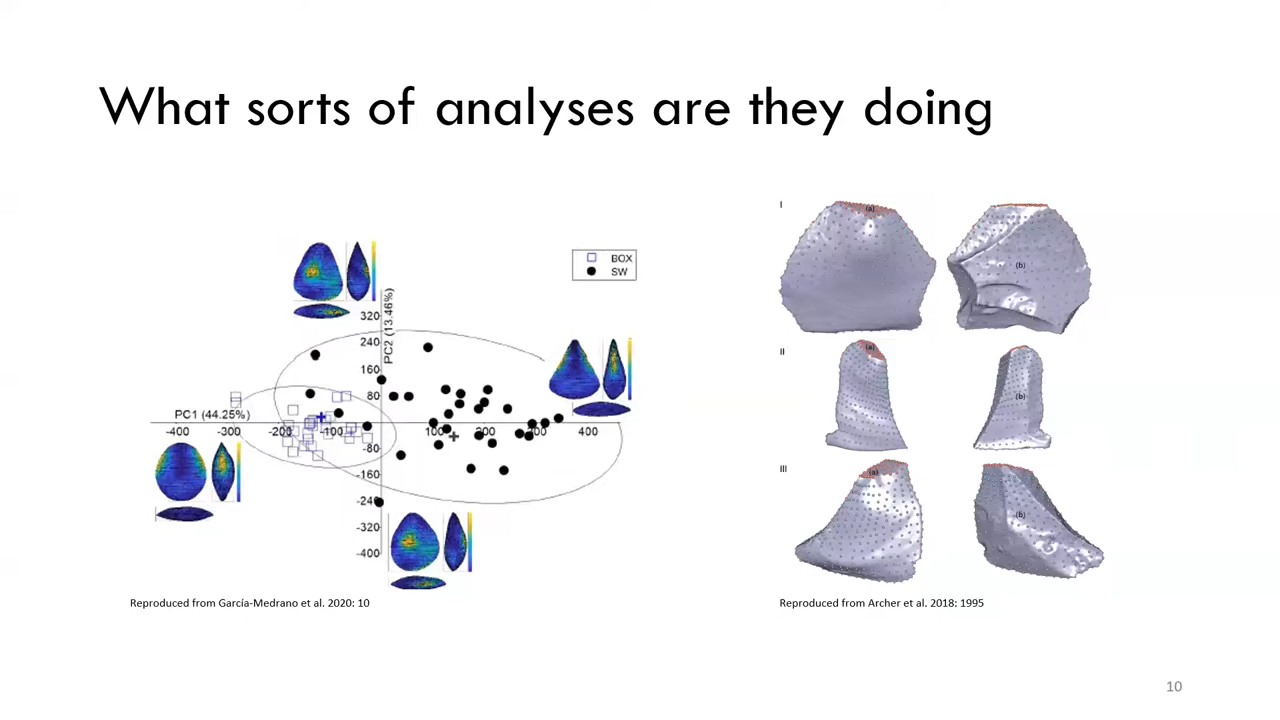 What sorts of analyses are they doing
BOX
SW
PC2 (13.46%)
320
240
160
80
PC1 (44.25%)
-400 -300 -200 -100 100 200 300 400
-80
-160
-240
-320
-400
Reproduced from García-Medrano et al. 2020: 10
I
(a)
(b)
II
(a)
(b)
III
(a)
(b)
Reproduced from Archer et al. 2018: 1995
10